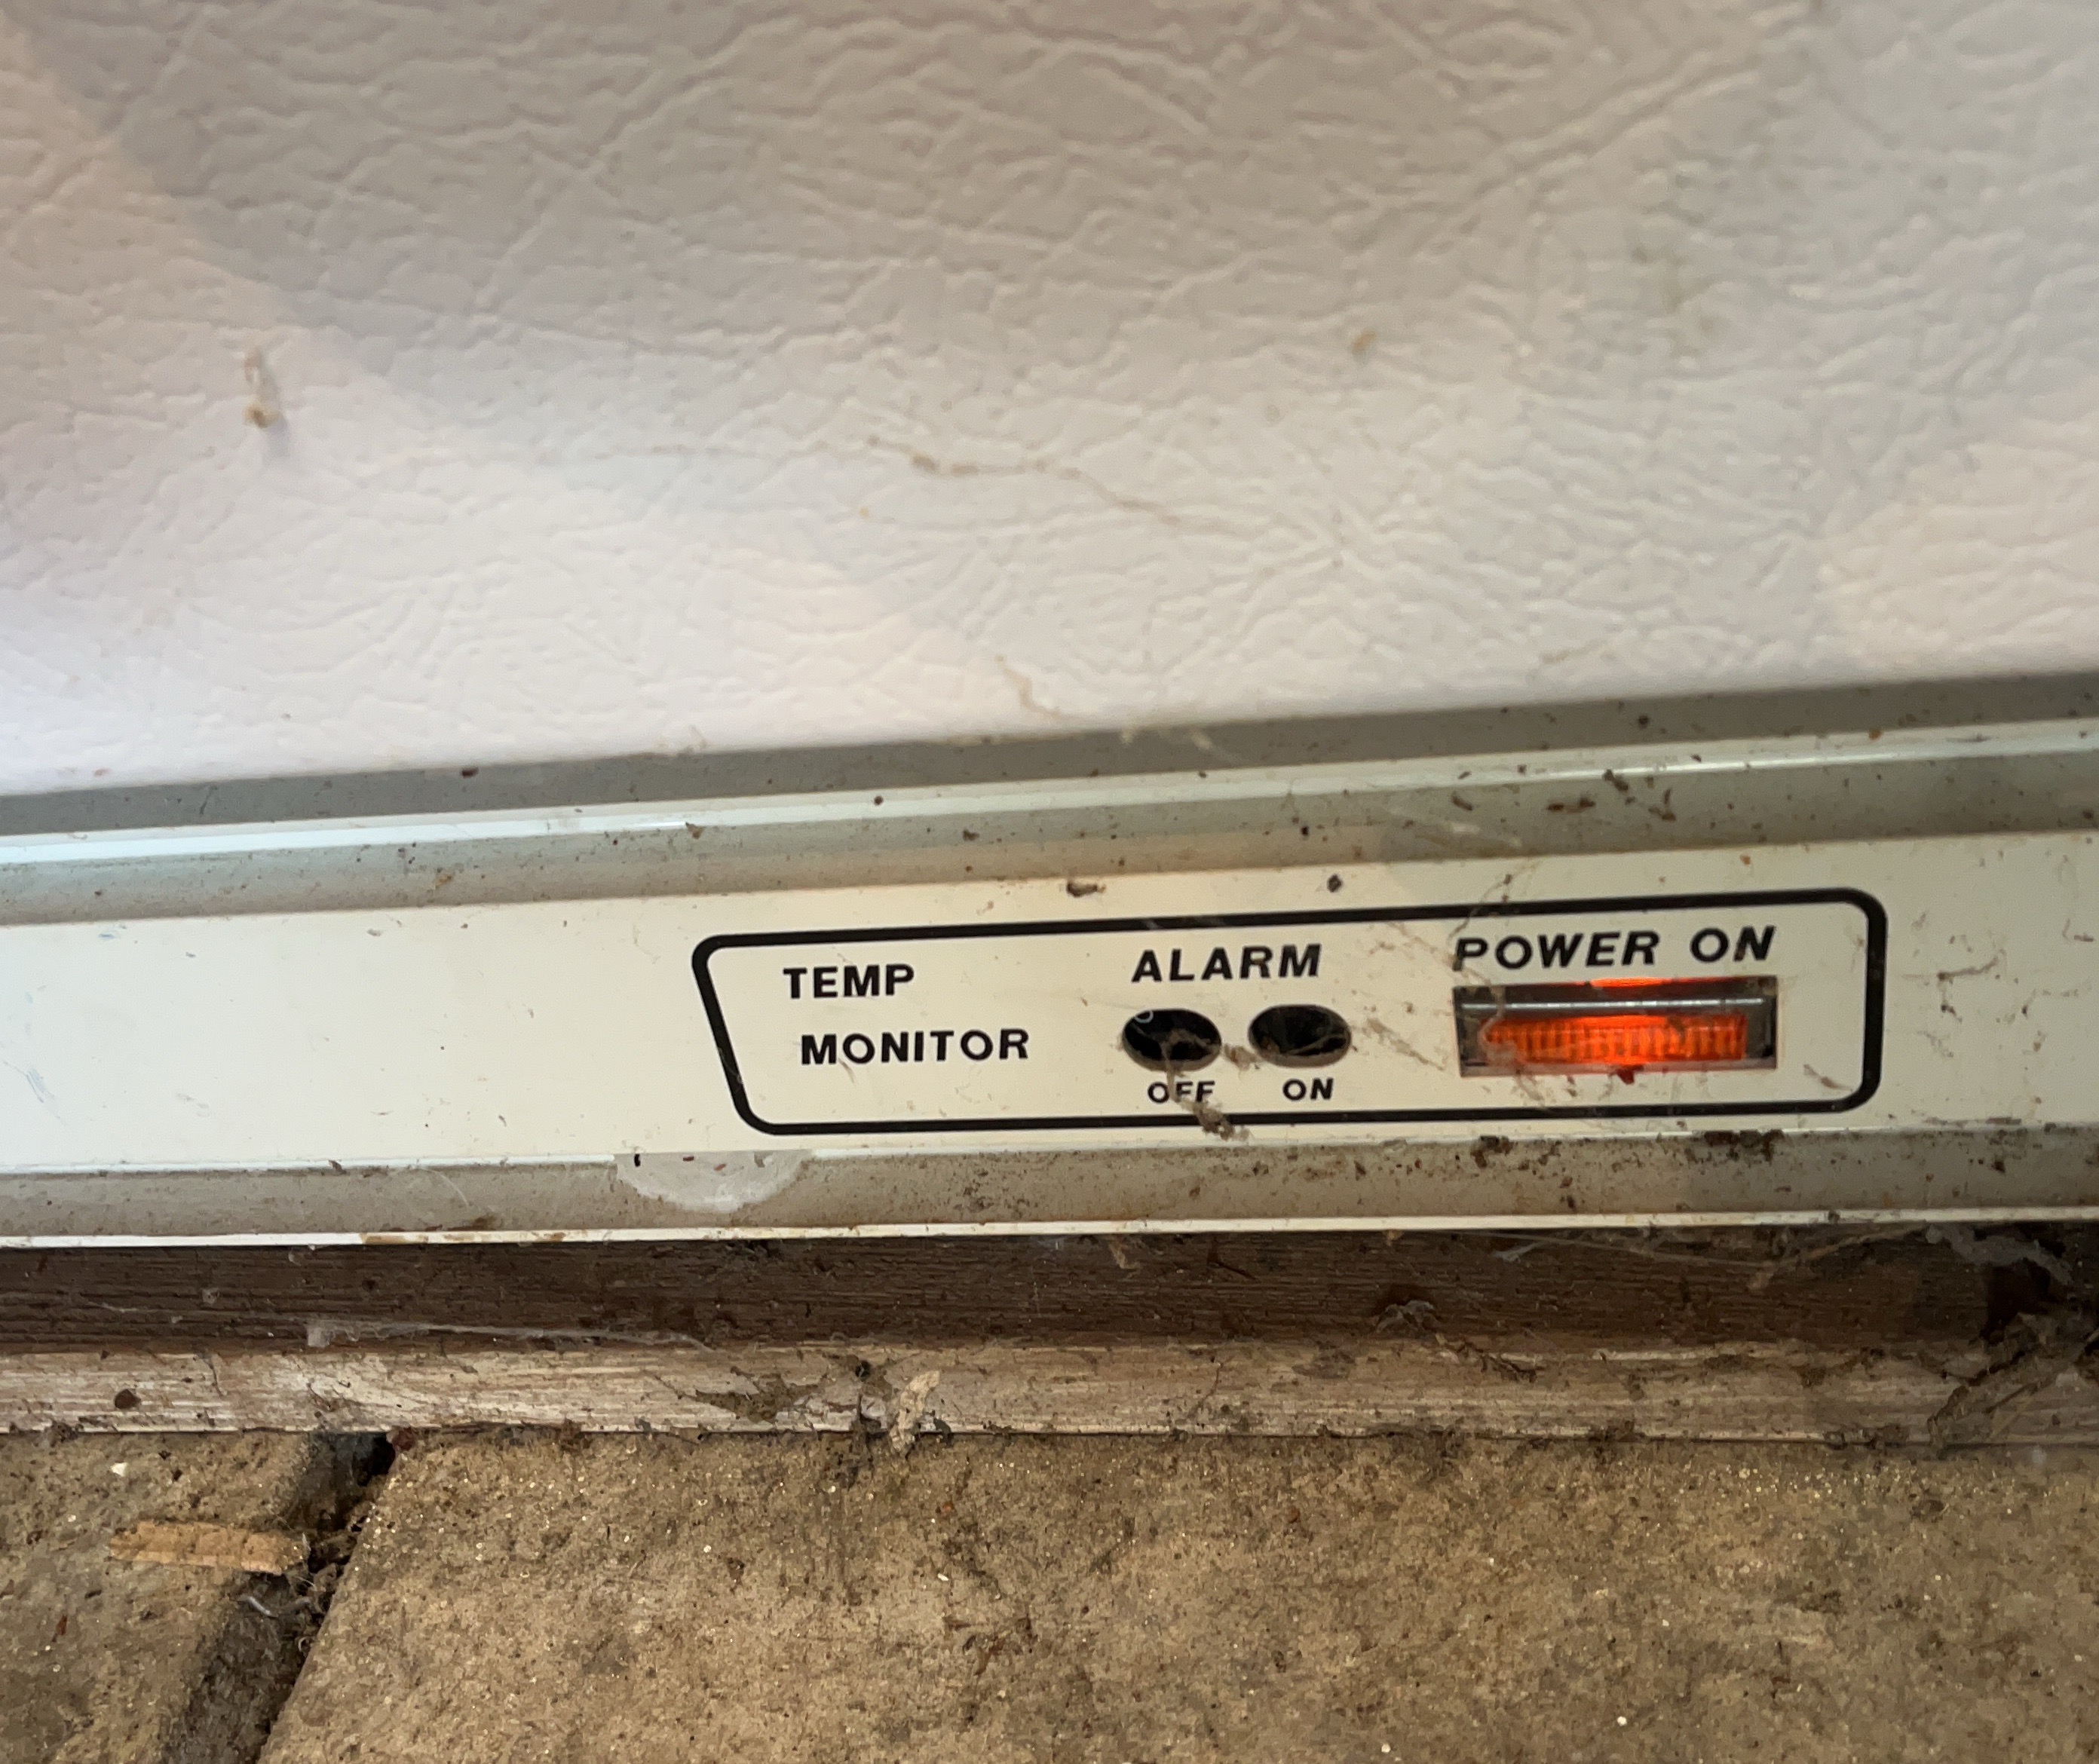 TEMP
MONITOR
ALARM
OFF ON
POWER ON